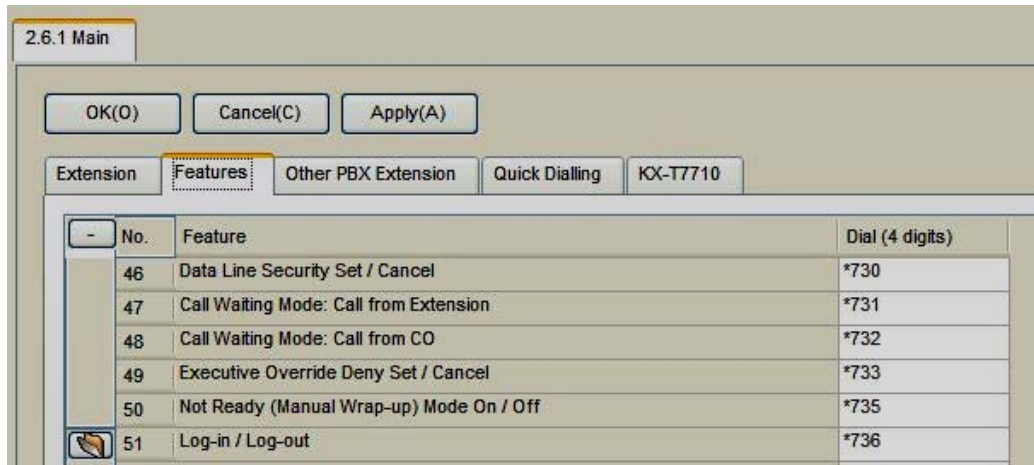 2.6.1 Main
OK(O) Cancel(C) Apply(A)
Extension Features Other PBX Extension Quick Dialling KX-T7710
- No. Feature Dial (4 digits)
46 Data Line Security Set / Cancel *730
47 Call Waiting Mode: Call from Extension *731
48 Call Waiting Mode: Call from CO *732
49 Executive Override Deny Set / Cancel *733
50 Not Ready (Manual Wrap-up) Mode On / Off *735
51 Log-in / Log-out *736